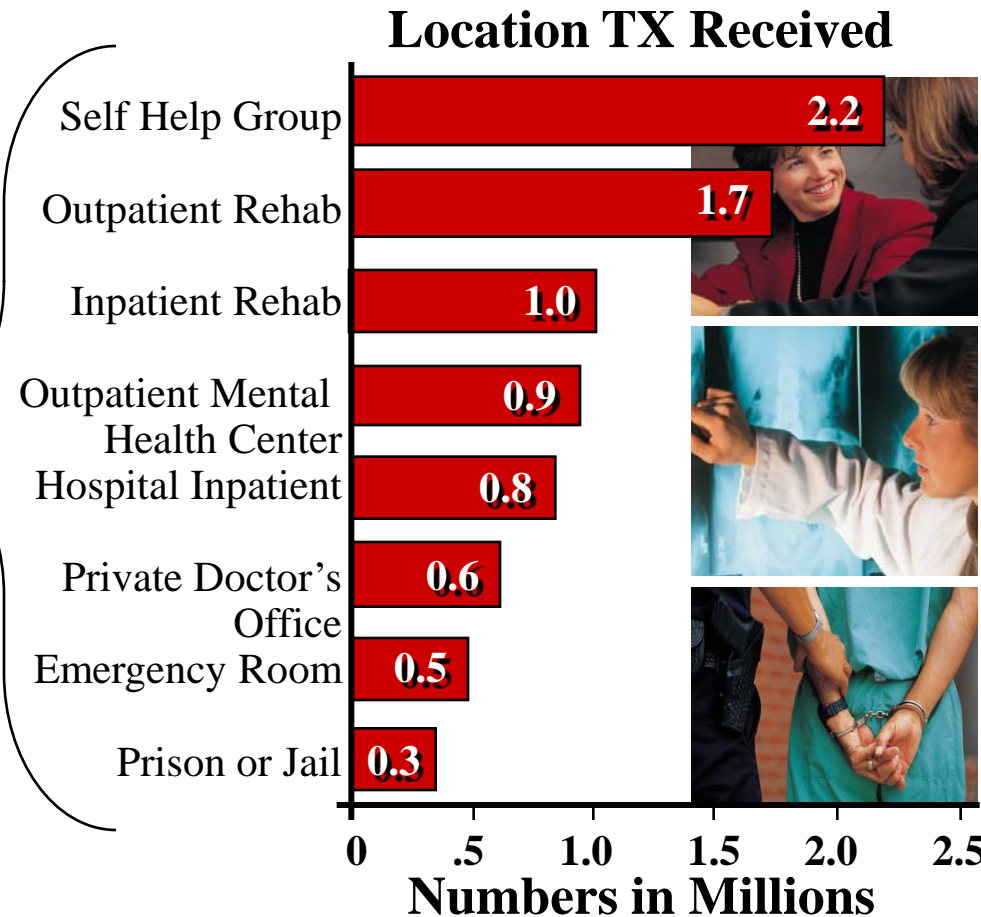 Location TX Received
Self Help Group
2.2
Outpatient Rehab
1.7
Inpatient Rehab
1.0
Outpatient Mental
Health Center
0.9
Hospital Inpatient
0.8
Private Doctor's
Office
0.6
Emergency Room
0.5
Prison or Jail
0.3
0 .5 1.0 1.5 2.0 2.5
Numbers in Millions